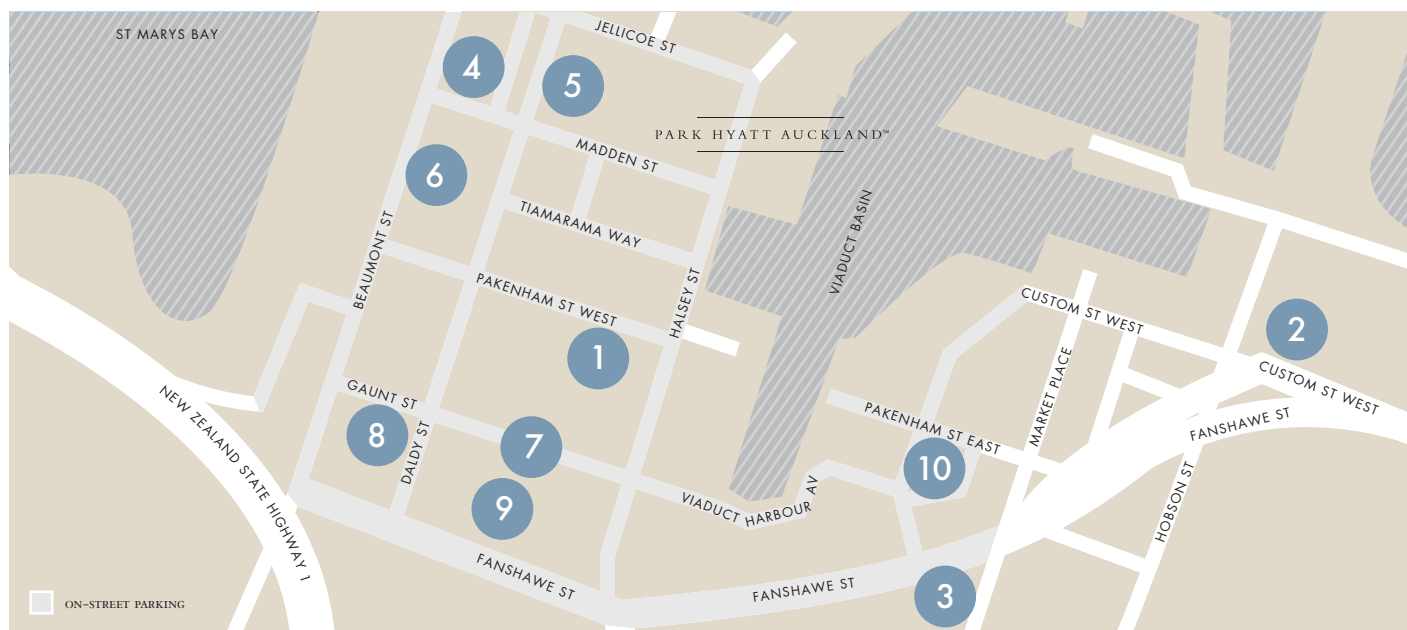 ST MARYS BAY
JELLICOE ST
4
5
PARK HYATT AUCKLAND™
MADDEN ST
6
TIAMARAMA WAY
BEAUMONT ST
VIADUCT BASIN
PAKENHAM ST WEST
HALSEY ST
CUSTOM ST WEST
2
1
MARKET PLACE
CUSTOM ST WEST
GAUNT ST
NEW ZEALAND STATE HIGHWAY 1
PAKENHAM ST EAST
FANSHAWE ST
8
DALDY ST
7
10
HOBSON ST
9
VIADUCT HARBOUR AV
FANSHAWE ST
FANSHAWE ST
3
ON-STREET PARKING